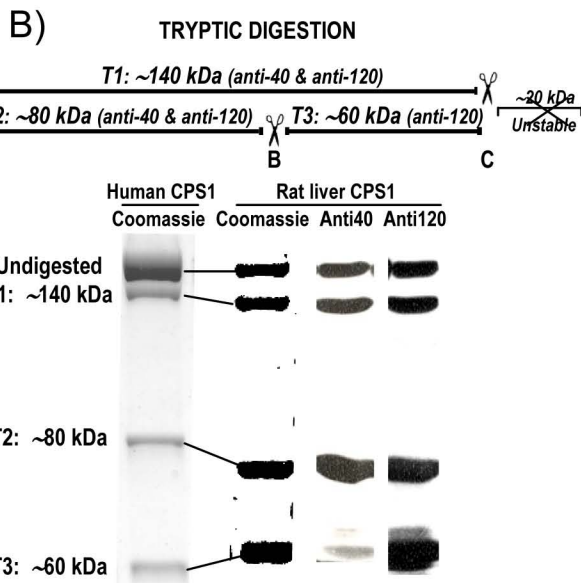 B)
TRYPTIC DIGESTION
T1: ~140 kDa (anti-40 & anti-120)
~20 kDa
2: ~80 kDa (anti-40 & anti-120) T3: ~60 kDa (anti-120)
Unstable
B C
Human CPS1 Rat liver CPS1
Coomassie Coomassie Anti40 Anti120
Undigested
1: ~140 kDa
T2: ~80 kDa
T3: ~60 kDa